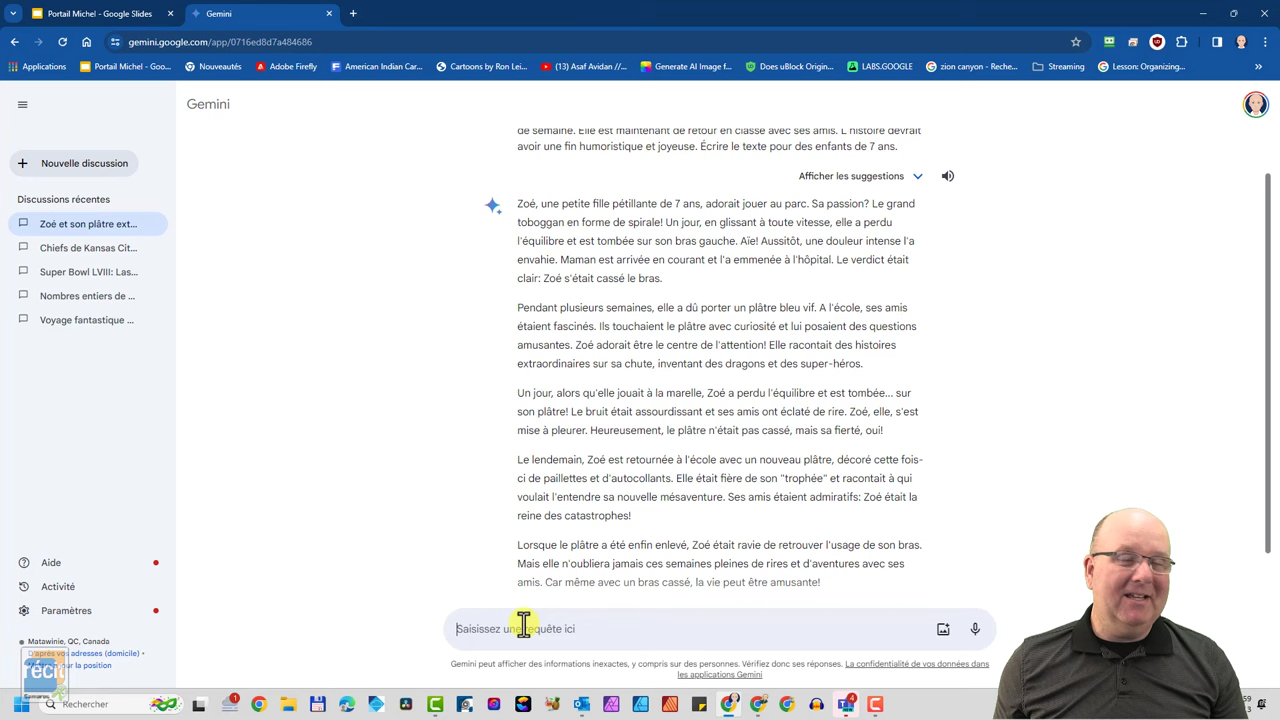 Portail Michel - Google Slides
Gemini
gemini.google.com/app/0716ed8d7a484686
Applications
Portail Michel - Goo...
Nouveautés
Adobe Firefly
American Indian Car...
Cartoons by Ron Lei...
(13) Asaf Avidan //...
Generate AI Image f...
Does uBlock Origin...
LABS.GOOGLE
zion canyon - Reche...
Streaming
Lesson: Organizing...
Gemini
Nouvelle discussion
Discussions récentes
Zoé et son plâtre ext...
Chiefs de Kansas Cit...
Super Bowl LVIII: Las...
Nombres entiers de ...
Voyage fantastique ...
Aide
Activité
Paramètres
Matawinie, QC, Canada
D'après vos adresses (domicile)
jour la position
récit
de semaine. Elle est maintenant de retour en classe avec ses amis. L'histoire devrait
avoir une fin humoristique et joyeuse. Écrire le texte pour des enfants de 7 ans.
Afficher les suggestions
Zoé, une petite fille pétillante de 7 ans, adorait jouer au parc. Sa passion? Le grand
toboggan en forme de spirale! Un jour, en glissant à toute vitesse, elle a perdu
l'équilibre et est tombée sur son bras gauche. Aïe! Aussitôt, une douleur intense l'a
envahie. Maman est arrivée en courant et l'a emmenée à l'hôpital. Le verdict était
clair: Zoé s'était cassé le bras.
Pendant plusieurs semaines, elle a dû porter un plâtre bleu vif. A l'école, ses amis
étaient fascinés. Ils touchaient le plâtre avec curiosité et lui posaient des questions
amusantes. Zoé adorait être le centre de l'attention! Elle racontait des histoires
extraordinaires sur sa chute, inventant des dragons et des super-héros.
Un jour, alors qu'elle jouait à la marelle, Zoé a perdu l'équilibre et est tombée... sur
son plâtre! Le bruit était assourdissant et ses amis ont éclaté de rire. Zoé, elle, s'est
mise à pleurer. Heureusement, le plâtre n'était pas cassé, mais sa fierté, oui!
Le lendemain, Zoé est retournée à l'école avec un nouveau plâtre, décoré cette fois-
ci de paillettes et d'autocollants. Elle était fière de son "trophée" et racontait à qui
voulait l'entendre sa nouvelle mésaventure. Ses amis étaient admiratifs: Zoé était la
reine des catastrophes!
Lorsque le plâtre a été enfin enlevé, Zoé était ravie de retrouver l'usage de son bras.
Mais elle n'oubliera jamais ces semaines pleines de rires et d'aventures avec ses
amis. Car même avec un bras cassé, la vie peut être amusante!
Saisissez une requête ici
Gemini peut afficher des informations inexactes, y compris sur des personnes. Vérifiez donc ses réponses. La confidentialité de vos données dans
les applications Gemini
Rechercher